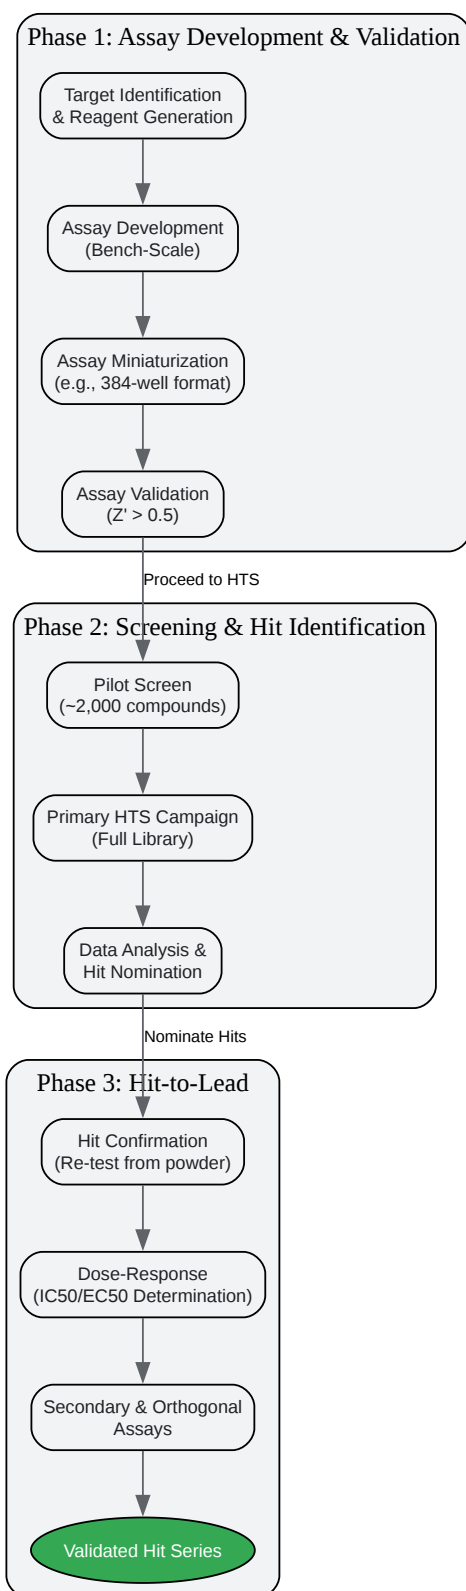 Phase 1: Assay Development & Validation
Target Identification
& Reagent Generation
Assay Development
(Bench-Scale)
Assay Miniaturization
(e.g., 384-well format)
Assay Validation
(Z' > 0.5)
Proceed to HTS
Phase 2: Screening & Hit Identification
Pilot Screen
(~2,000 compounds)
Primary HTS Campaign
(Full Library)
Data Analysis &
Hit Nomination
Nominate Hits
Phase 3: Hit-to-Lead
Hit Confirmation
(Re-test from powder)
Dose-Response
(IC50/EC50 Determination)
Secondary & Orthogonal
Assays
Validated Hit Series